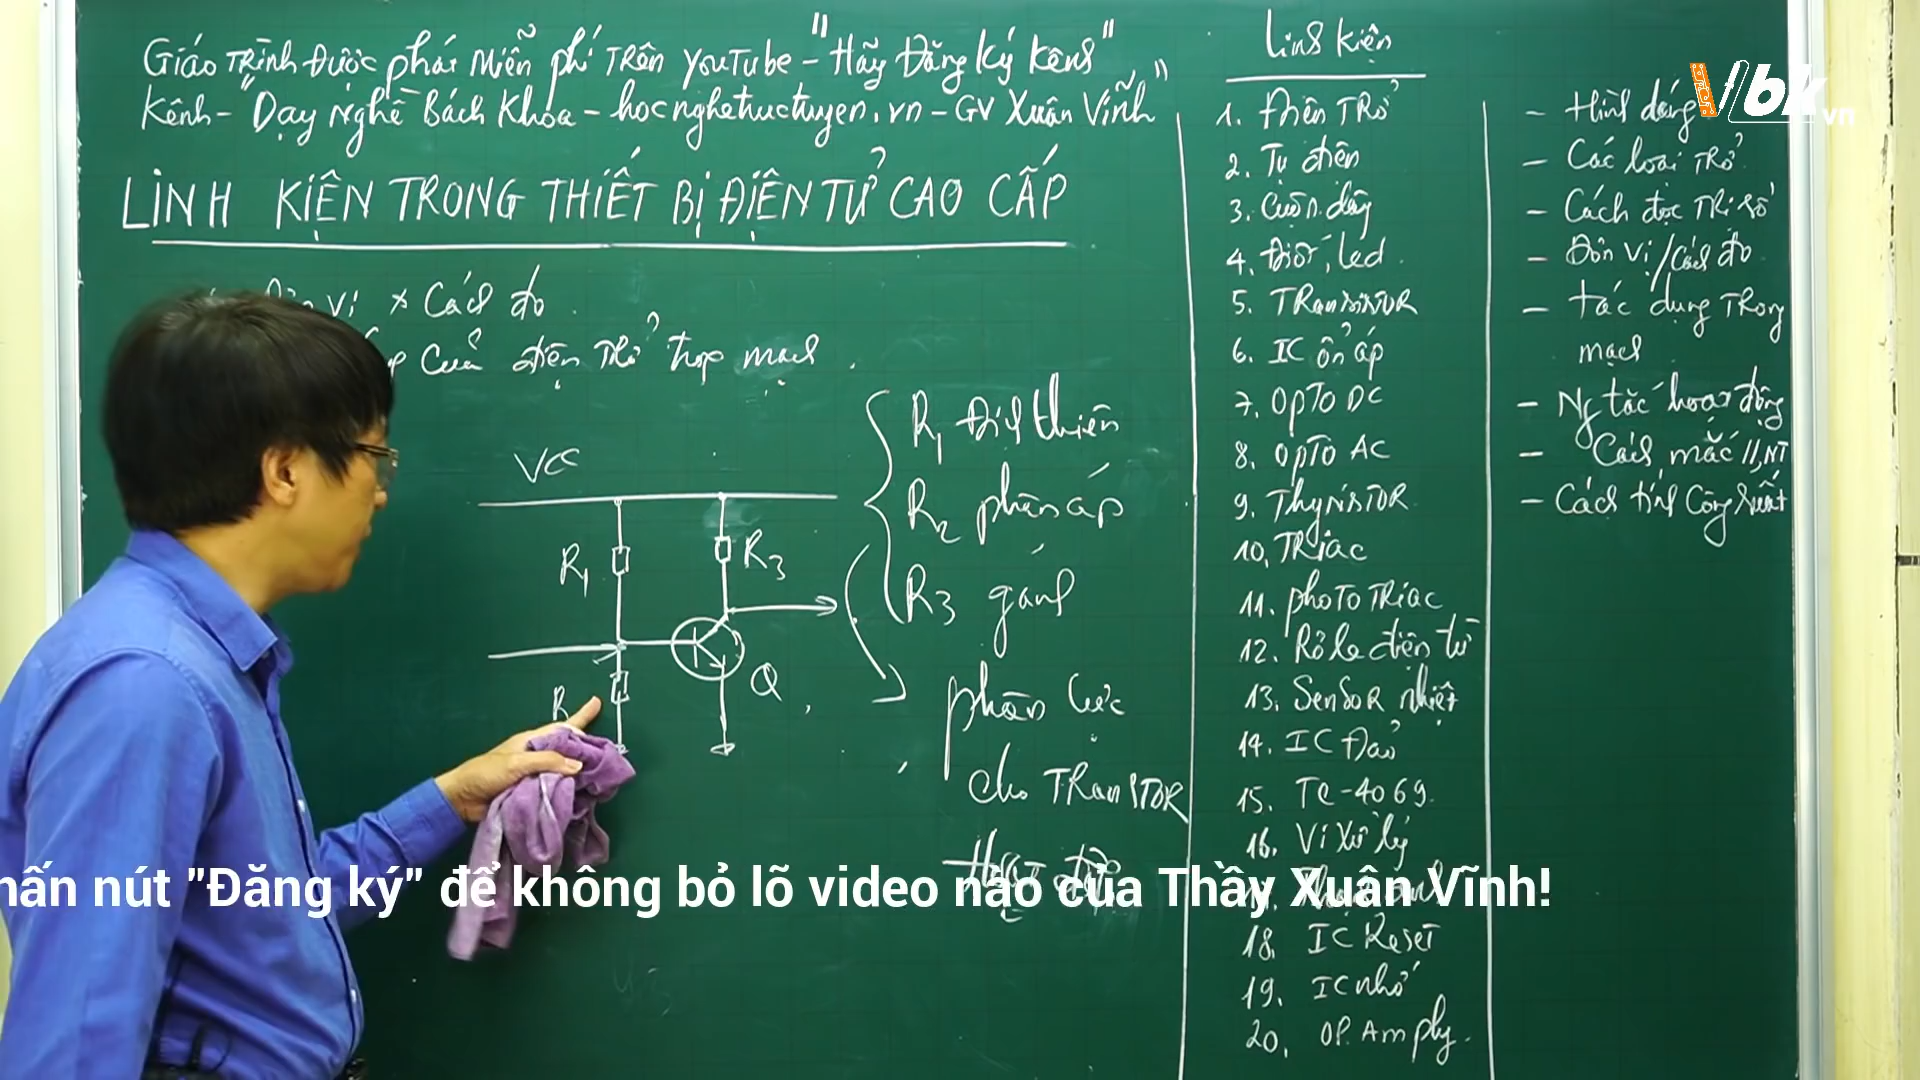 Giáo Trình Được phát Miễn phí Trên YouTube - "Hãy Đăng ký kênh"
Kênh - "Dạy Nghề Bách Khoa - hocnghetructuyen.vn - GV Xuân Vinh"
LINH KIỆN TRONG THIẾT BỊ ĐIỆN TỬ CAO CẤP
vị × Cách đo
của điện trở trong mạch.
VCC
R1
R3
R
Q
R1 Định thiên
R2 phân áp
R3 gánh
phân cực
cho TRANSITOR
Linh kiện
1. Điện Trở
2. Tụ điện
3. Cuộn dây
4. Điốt, Led
5. TRansisTOR
6. IC ổn áp
7. OpTO DC
8. OpTO AC
9. ThyrisTOR
10. TRiac
11. phoTo TRiac
12. Rơle điện từ
13. SenSoR nhiệt
14. IC Đảo
15. Tc-4069.
16. Vi Xử lý
18. IC Reset
19. IC nhớ
20. OP. Amply.
- Hình dáng
- Các loại Trở
- Cách đọc Trị số
- Đơn vị/Cách đo
- Tác dụng Trong
mạch
- Ng tắc hoạt động
- Cách mắc //, NT
- Cách tính Công suất
bk.vn
nhấn nút "Đăng ký" để không bỏ lỡ video nào của Thầy Xuân Vĩnh!